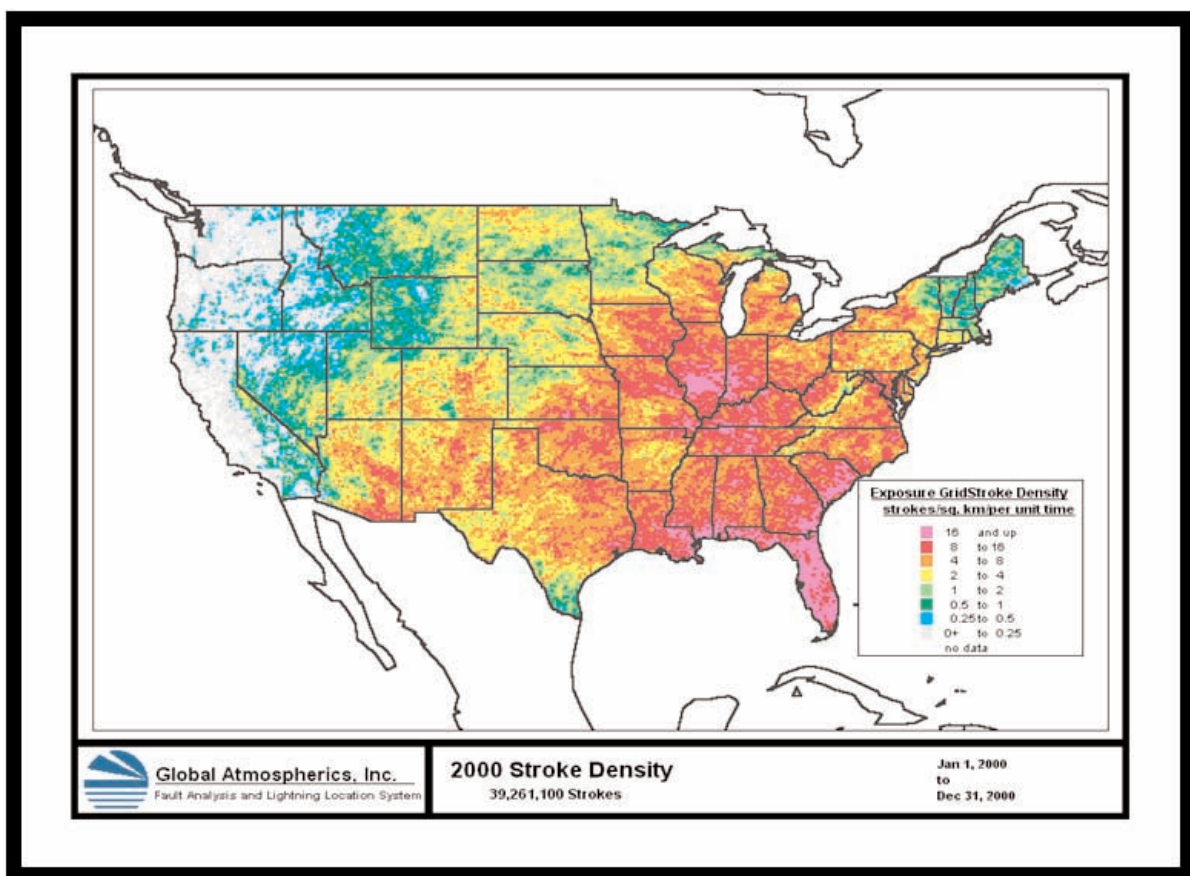 Exposure GridStroke Density
strokes/sq. km/per unit time
16 and up
8 to 16
4 to 8
2 to 4
1 to 2
0.5 to 1
0.25 to 0.5
0+ to 0.25
no data
Global Atmospherics, Inc.
Fault Analysis and Lightning Location System
2000 Stroke Density
39,261,100 Strokes
Jan 1, 2000
to
Dec 31, 2000